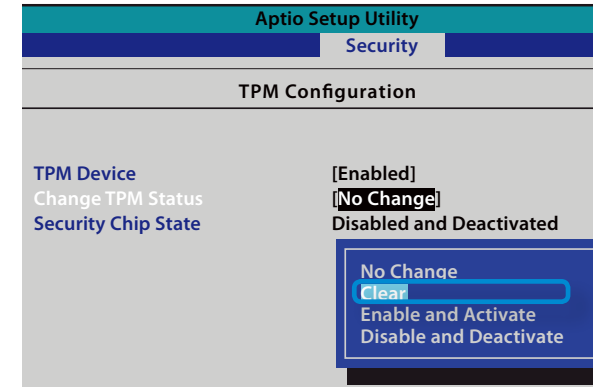 Aptio Setup Utility
Security
TPM Configuration
TPM Device [Enabled]
Change TPM Status [No Change]
Security Chip State Disabled and Deactivated
No Change
Clear
Enable and Activate
Disable and Deactivate